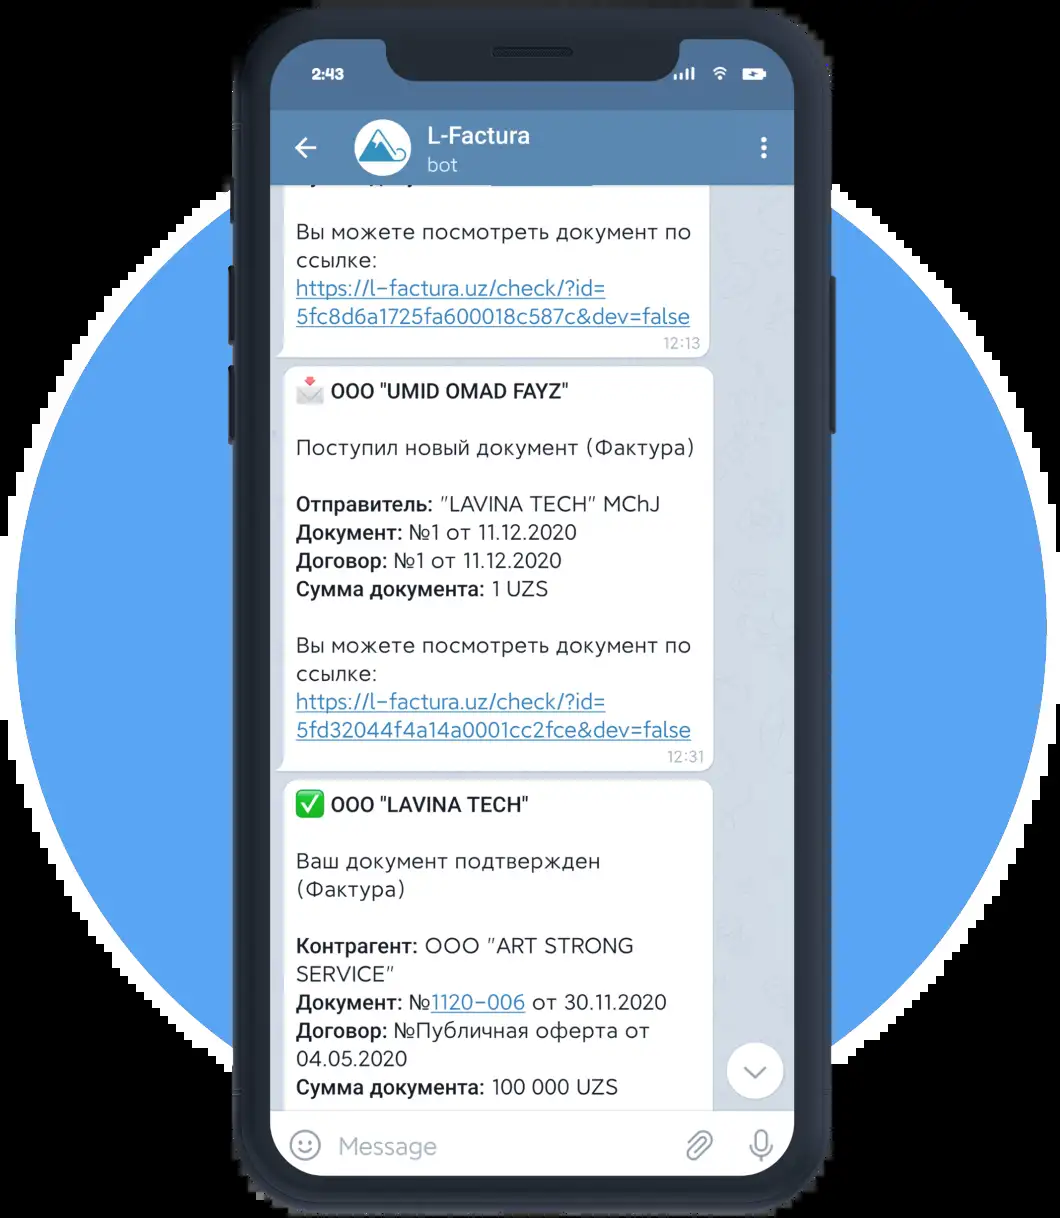 2:43
L-Factura
bot
Вы можете посмотреть документ по
ссылке:
https://l-factura.uz/check/?id=
5fc8d6a1725fa600018c587c&dev=false
12:13
ООО "UMID OMAD FAYZ"
Поступил новый документ (Фактура)
Отправитель: "LAVINA TECH" MChJ
Документ: №1 от 11.12.2020
Договор: №1 от 11.12.2020
Сумма документа: 1 UZS
Вы можете посмотреть документ по
ссылке:
https://l-factura.uz/check/?id=
5fd32044f4a14a0001cc2fce&dev=false
12:31
ООО "LAVINA TECH"
Ваш документ подтвержден
(Фактура)
Контрагент: ООО "ART STRONG
SERVICE"
Документ: №1120-006 от 30.11.2020
Договор: №Публичная оферта от
04.05.2020
Сумма документа: 100 000 UZS
Message